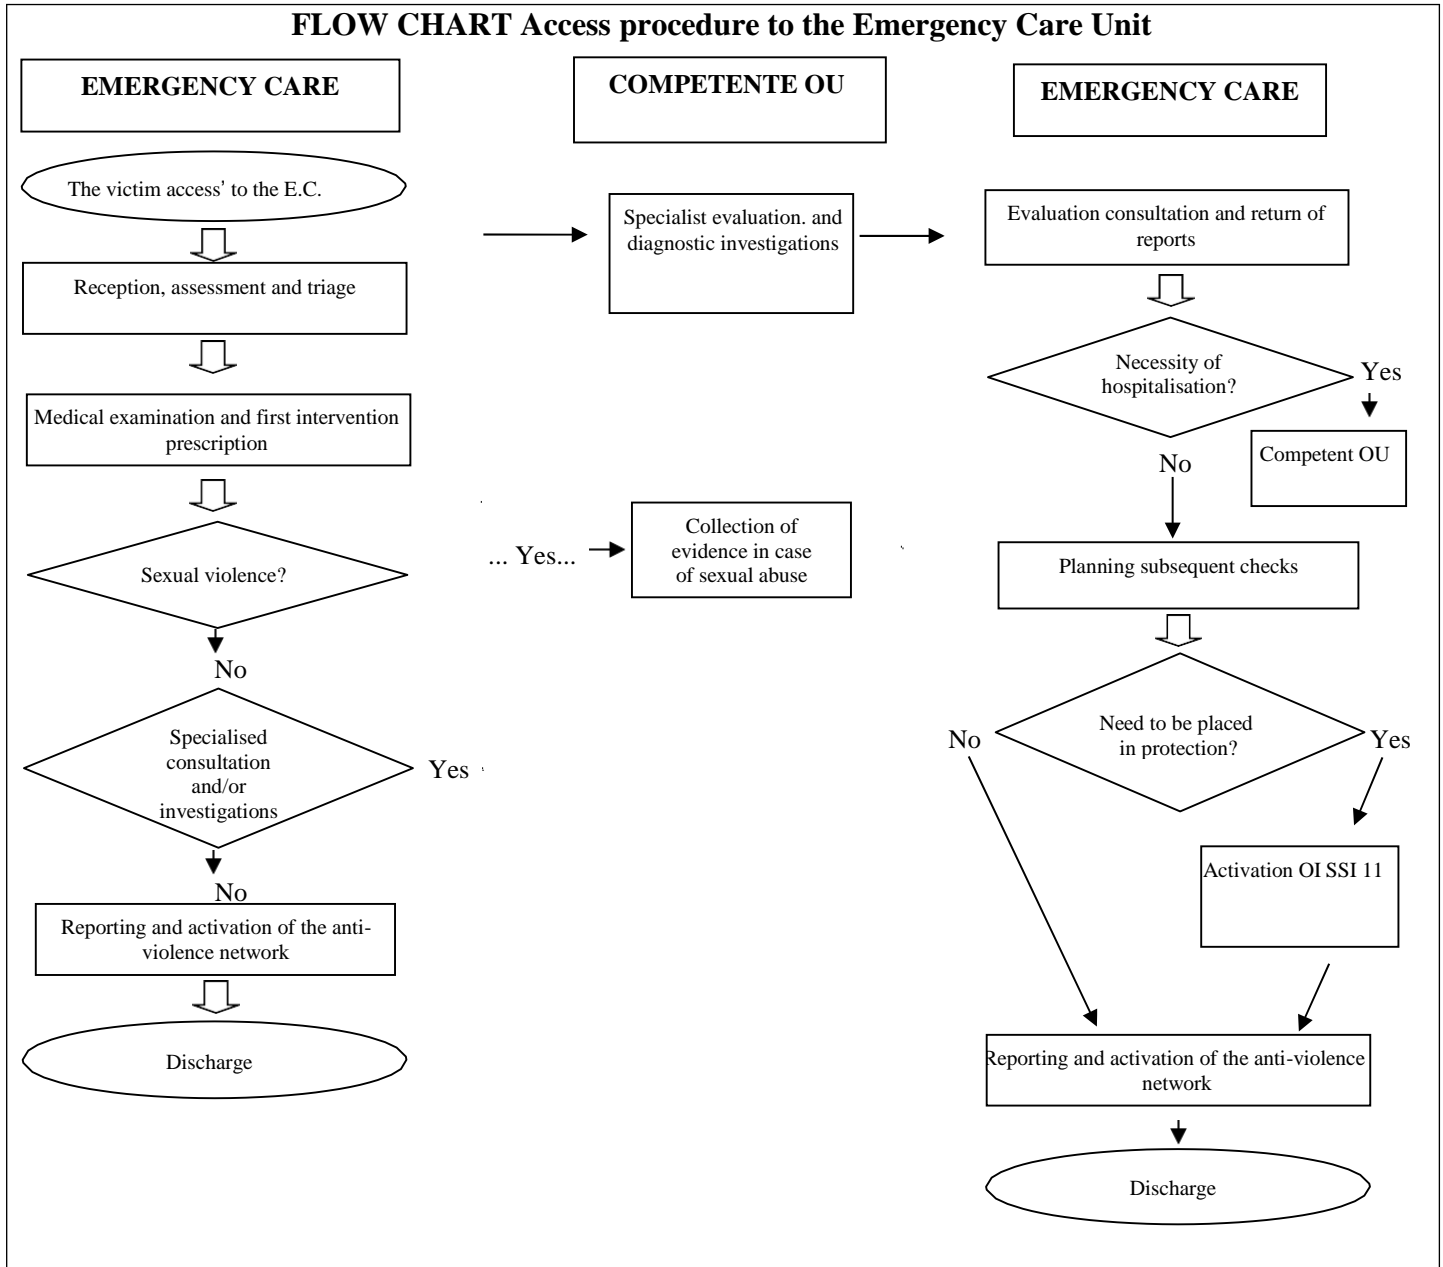 FLOW CHART Access procedure to the Emergency Care Unit
EMERGENCY CARE
The victim access' to the E.C.
Reception, assessment and triage
Medical examination and first intervention
prescription
Sexual violence?
No
Specialised
consultation
and/or
investigations
Yes
No
Reporting and activation of the anti-
violence network
Discharge
COMPETENTE OU
Specialist evaluation. and
diagnostic investigations
... Yes...
Collection of
evidence in case
of sexual abuse
EMERGENCY CARE
Evaluation consultation and return of
reports
Necessity of
hospitalisation?
Yes
Competent OU
No
Planning subsequent checks
Need to be placed
in protection?
No
Yes
Activation OI SSI 11
Reporting and activation of the anti-violence
network
Discharge